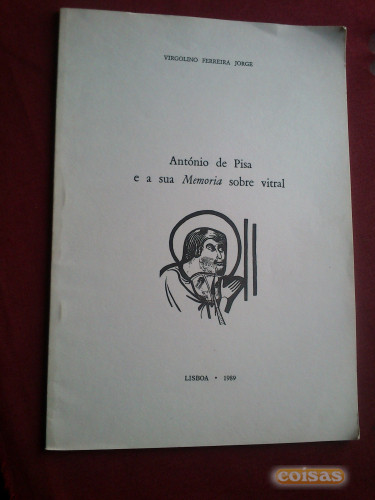 VIRGOLINO FERREIRA JORGE
António de Pisa
e a sua Memoria sobre vitral
LISBOA • 1989
coisas